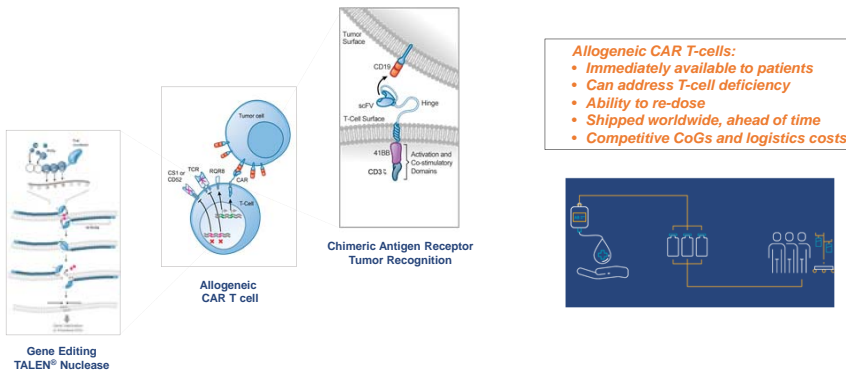 Tumor
Surface
CD19
scFV
Hinge
T-Cell Surface
41BB
CD3 ζ
Activation and
Co-stimulatory
Domains
Chimeric Antigen Receptor
Tumor Recognition
Tumor cell
CS1 or
CD52
TCR
RQR8
CAR
T-Cell
Allogeneic
CAR T cell
Gene Editing
TALEN® Nuclease
Allogeneic CAR T-cells:
• Immediately available to patients
• Can address T-cell deficiency
• Ability to re-dose
• Shipped worldwide, ahead of time
• Competitive CoGs and logistics costs